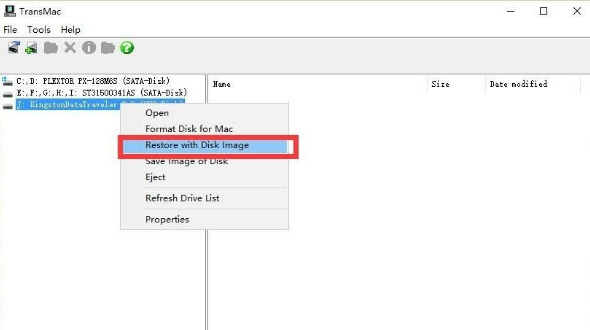 TransMac
File Tools Help
Name Size Date modified
C:,D: PLEXTOR PX-128M6S (SATA-Disk)
E:,F:,G:,H:,I: ST31500341AS (SATA-Disk)
J: KingstonDataTraveler
Open
Format Disk for Mac
Restore with Disk Image
Save Image of Disk
Eject
Refresh Drive List
Properties